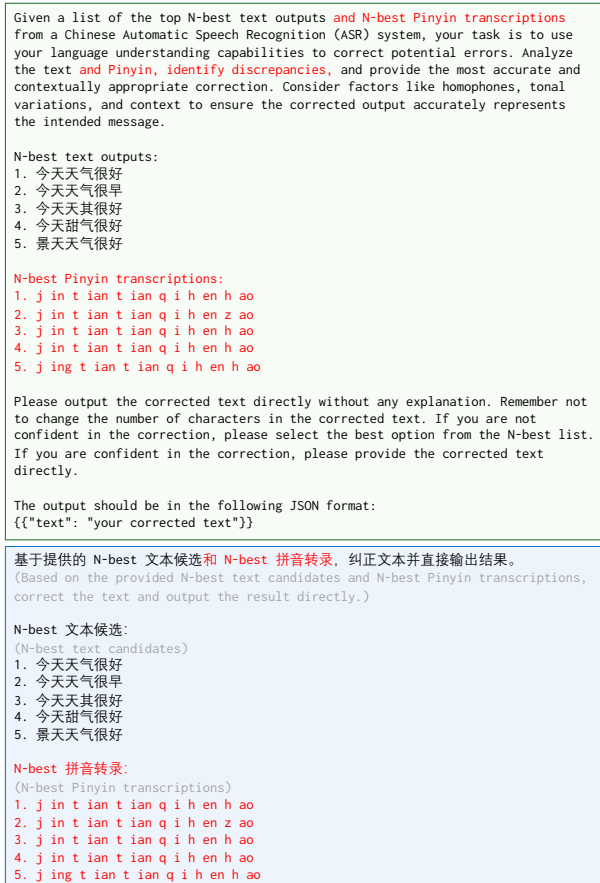 Given a list of the top N-best text outputs and N-best Pinyin transcriptions
from a Chinese Automatic Speech Recognition (ASR) system, your task is to use
your language understanding capabilities to correct potential errors. Analyze
the text and Pinyin, identify discrepancies, and provide the most accurate and
contextually appropriate correction. Consider factors like homophones, tonal
variations, and context to ensure the corrected output accurately represents
the intended message.
N-best text outputs:
1. 今天天气很好
2. 今天天气很早
3. 今天天其很好
4. 今天甜气很好
5. 景天天气很好
N-best Pinyin transcriptions:
1. j in t ian t ian q i h en h ao
2. j in t ian t ian q i h en z ao
3. j in t ian t ian q i h en h ao
4. j in t ian t ian q i h en h ao
5. j ing t ian t ian q i h en h ao
Please output the corrected text directly without any explanation. Remember not
to change the number of characters in the corrected text. If you are not
confident in the correction, please select the best option from the N-best list.
If you are confident in the correction, please provide the corrected text
directly.
The output should be in the following JSON format:
{{"text": "your corrected text"}}
基于提供的 N-best 文本候选和 N-best 拼音转录, 纠正文本并直接输出结果。
(Based on the provided N-best text candidates and N-best Pinyin transcriptions,
correct the text and output the result directly.)
N-best 文本候选:
(N-best text candidates)
1. 今天天气很好
2. 今天天气很早
3. 今天天其很好
4. 今天甜气很好
5. 景天天气很好
N-best 拼音转录:
(N-best Pinyin transcriptions)
1. j in t ian t ian q i h en h ao
2. j in t ian t ian q i h en z ao
3. j in t ian t ian q i h en h ao
4. j in t ian t ian q i h en h ao
5. j ing t ian t ian q i h en h ao